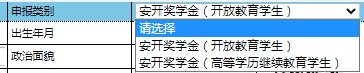 申报类别 安开奖学金（开放教育学生）
请选择
出生年月 安开奖学金（开放教育学生）
政治面貌 安开奖学金（高等学历继续教育学生）